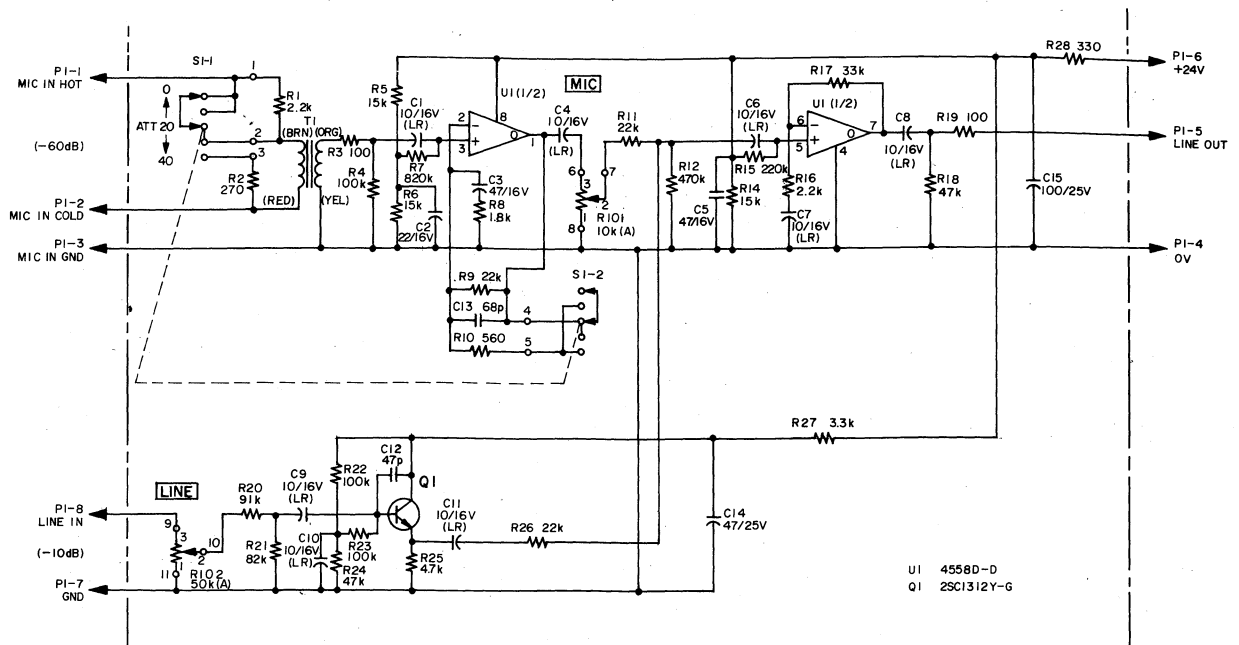 P1-1
MIC IN HOT
S1-1
1
0
ATT 20
40
(-60dB)
2
3
R1
2.2k
R2
270
(BRN)
T1
(ORG)
(RED)
(YEL)
P1-2
MIC IN COLD
P1-3
MIC IN GND
R3 100
R4
100k
R5
15k
C1
10/16V
(LR)
R7
820k
R6
15k
C2
22/16V
U1 (1/2)
2
3
8
0
1
C3
47/16V
R8
1.8k
C4
10/16V
(LR)
MIC
6
3
7
2
1
8
R101
10k(A)
R11
22k
R9 22k
C13 68p
R10 560
4
5
S1-2
R12
470k
C6
10/16V
(LR)
R15 220k
C5
47/16V
R14
15k
R17 33k
U1 (1/2)
6
5
0
7
4
R16
2.2k
C7
10/16V
(LR)
C8
10/16V
(LR)
R19 100
R18
47k
C15
100/25V
R28 330
P1-6
+24V
P1-5
LINE OUT
P1-4
0V
R27 3.3k
P1-8
LINE IN
(-10dB)
P1-7
GND
LINE
9
3
10
2
1
11
R102
50k(A)
R20
91k
R21
82k
C9
10/16V
(LR)
C10
10/16V
(LR)
R22
100k
R23
100k
R24
47k
C12
47p
Q1
R25
4.7k
C11
10/16V
(LR)
R26 22k
C14
47/25V
U1 4558D-D
Q1 2SC1312Y-G